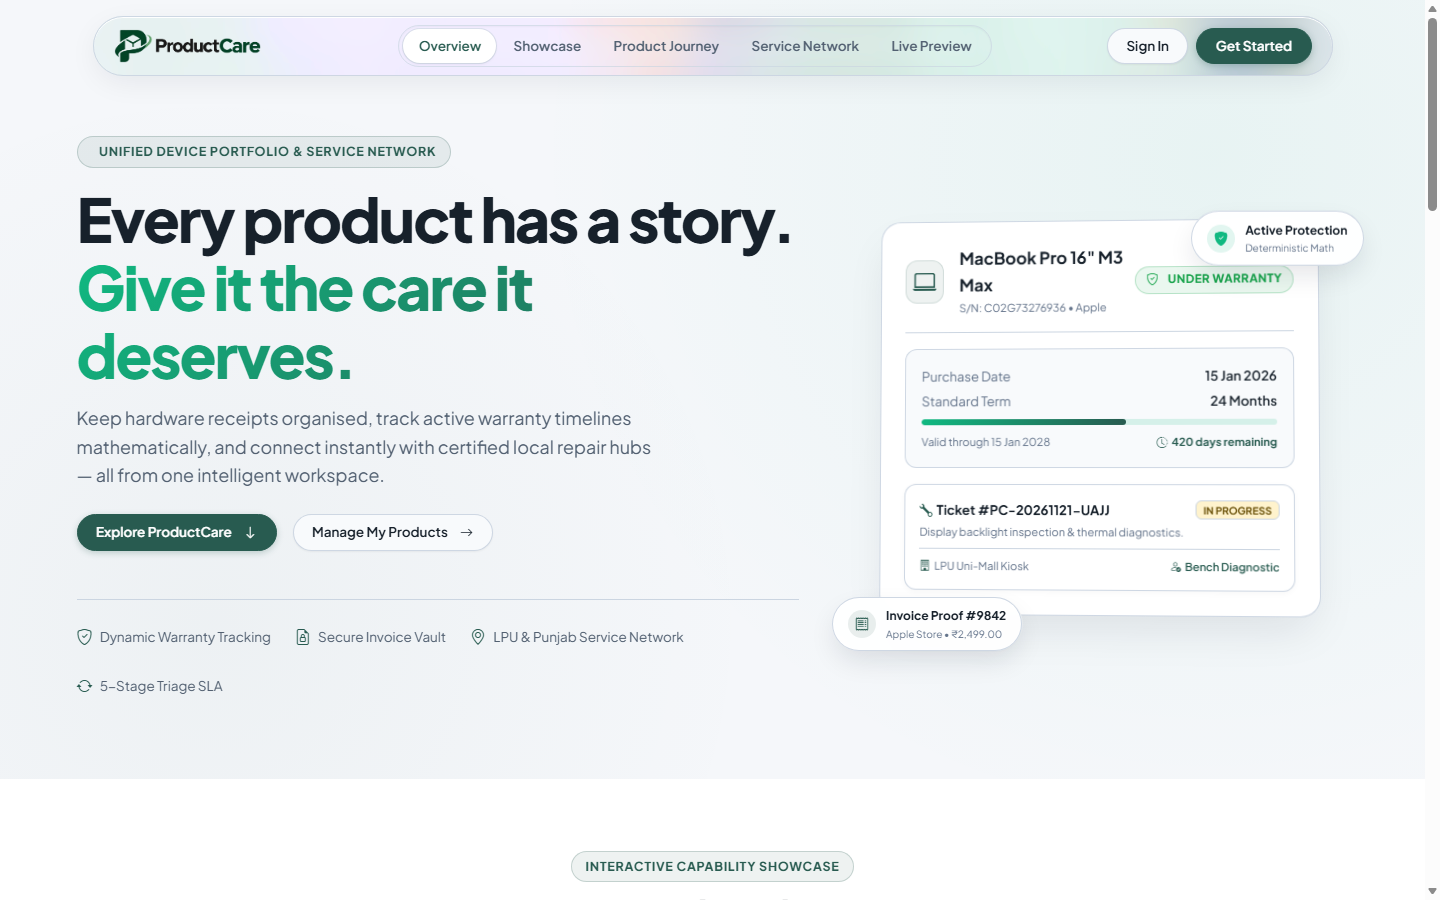 ProductCare
Overview
Showcase
Product Journey
Service Network
Live Preview
Sign In
Get Started
UNIFIED DEVICE PORTFOLIO & SERVICE NETWORK
Every product has a story.
Give it the care it
deserves.
Keep hardware receipts organised, track active warranty timelines
mathematically, and connect instantly with certified local repair hubs
— all from one intelligent workspace.
Explore ProductCare ↓
Manage My Products →
Dynamic Warranty Tracking
Secure Invoice Vault
LPU & Punjab Service Network
5-Stage Triage SLA
Active Protection
Deterministic Math
MacBook Pro 16" M3
Max
S/N: C02G73276936 • Apple
UNDER WARRANTY
Purchase Date
15 Jan 2026
Standard Term
24 Months
Valid through 15 Jan 2028
420 days remaining
Ticket #PC-20261121-UAJJ
IN PROGRESS
Display backlight inspection & thermal diagnostics.
LPU Uni-Mall Kiosk
Bench Diagnostic
Invoice Proof #9842
Apple Store • ₹2,499.00
INTERACTIVE CAPABILITY SHOWCASE